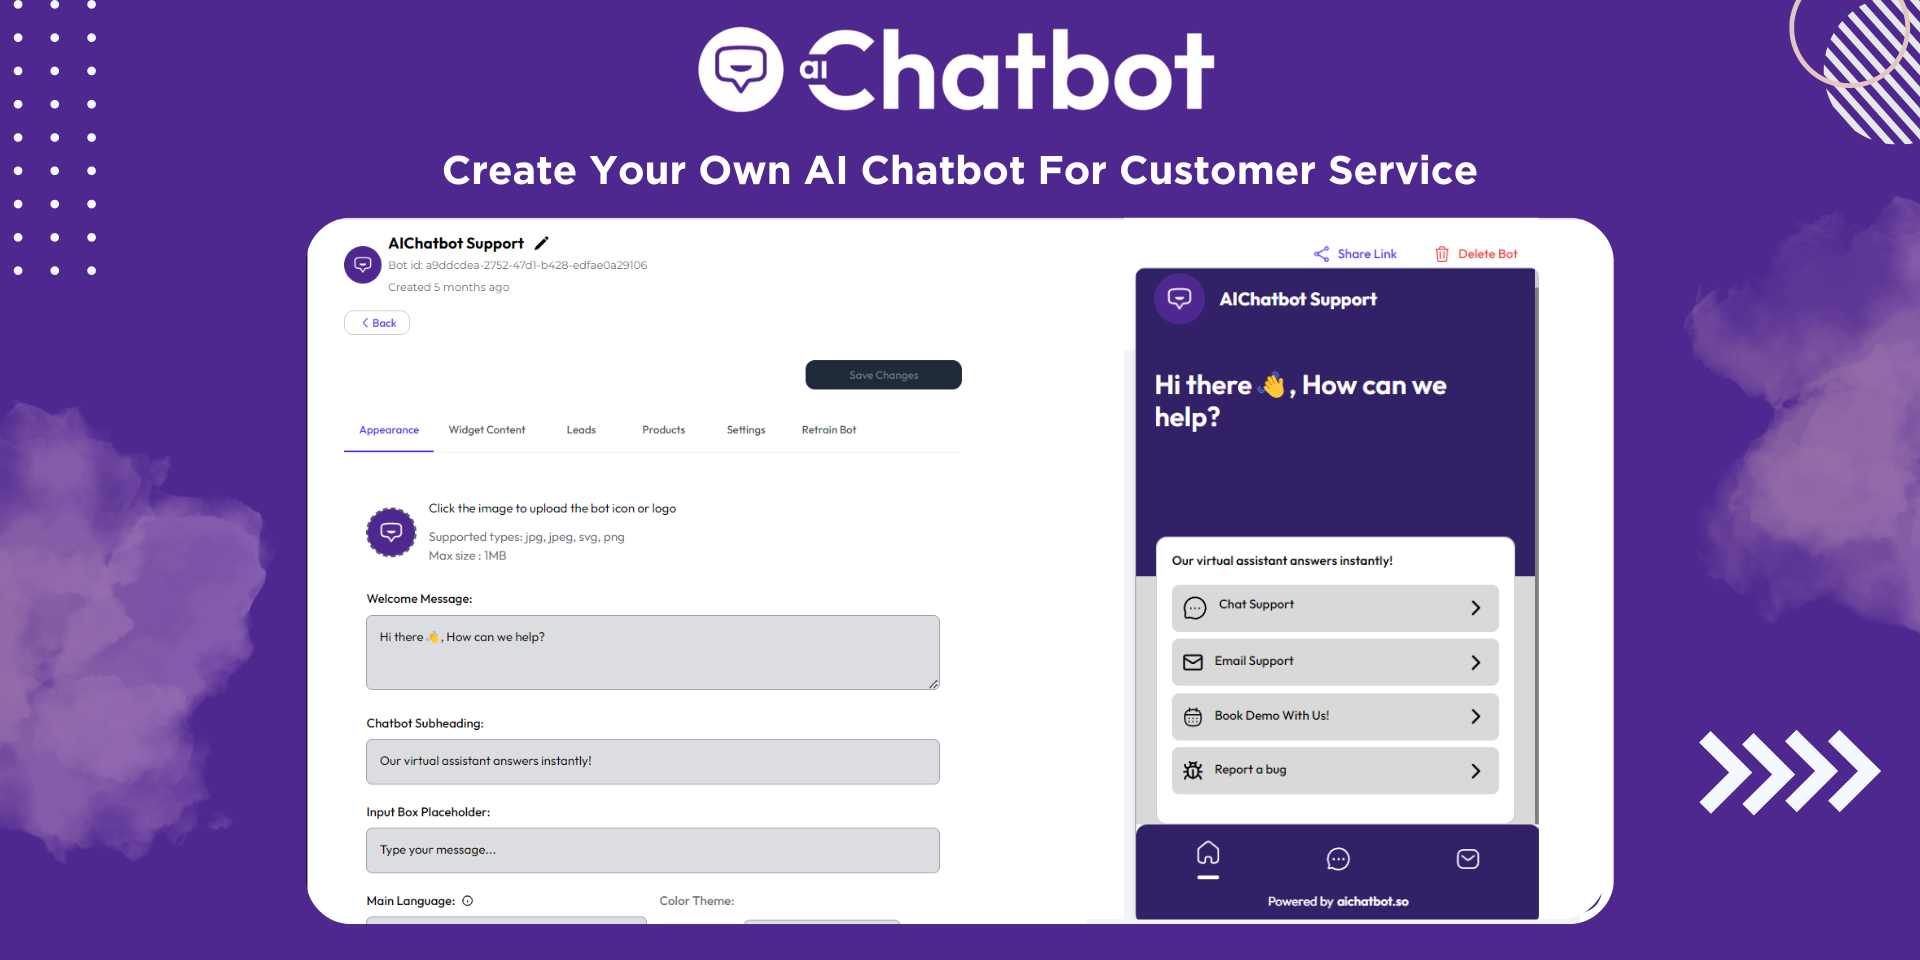 ai Chatbot
Create Your Own AI Chatbot For Customer Service
AIChatbot Support
Bot id: a9ddcdea-2752-47d1-b428-edfae0a29106
Created 5 months ago
Back
Save Changes
Appearance Widget Content Leads Products Settings Retrain Bot
Click the image to upload the bot icon or logo
Supported types: jpg, jpeg, svg, png
Max size : 1MB
Welcome Message:
Hi there 👋, How can we help?
Chatbot Subheading:
Our virtual assistant answers instantly!
Input Box Placeholder:
Type your message...
Main Language: Color Theme:
Share Link Delete Bot
AIChatbot Support
Hi there 👋, How can we
help?
Our virtual assistant answers instantly!
Chat Support
Email Support
Book Demo With Us!
Report a bug
Powered by aichatbot.so